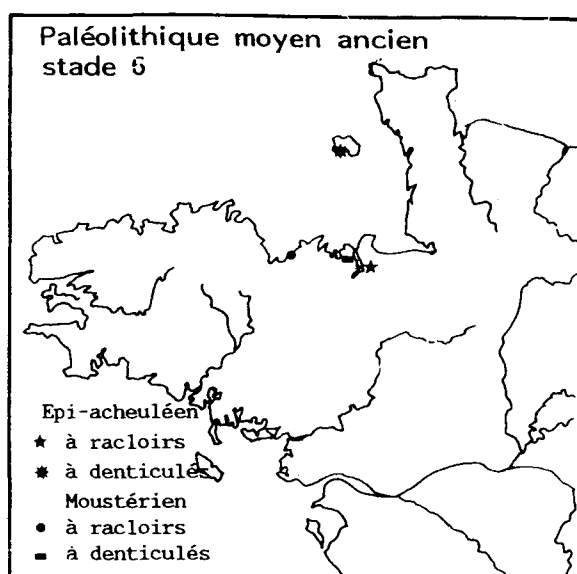 Paléolithique moyen ancien
stade 6
Epi-acheuléen
à racloirs
à denticulés
Moustérien
à racloirs
à denticulés